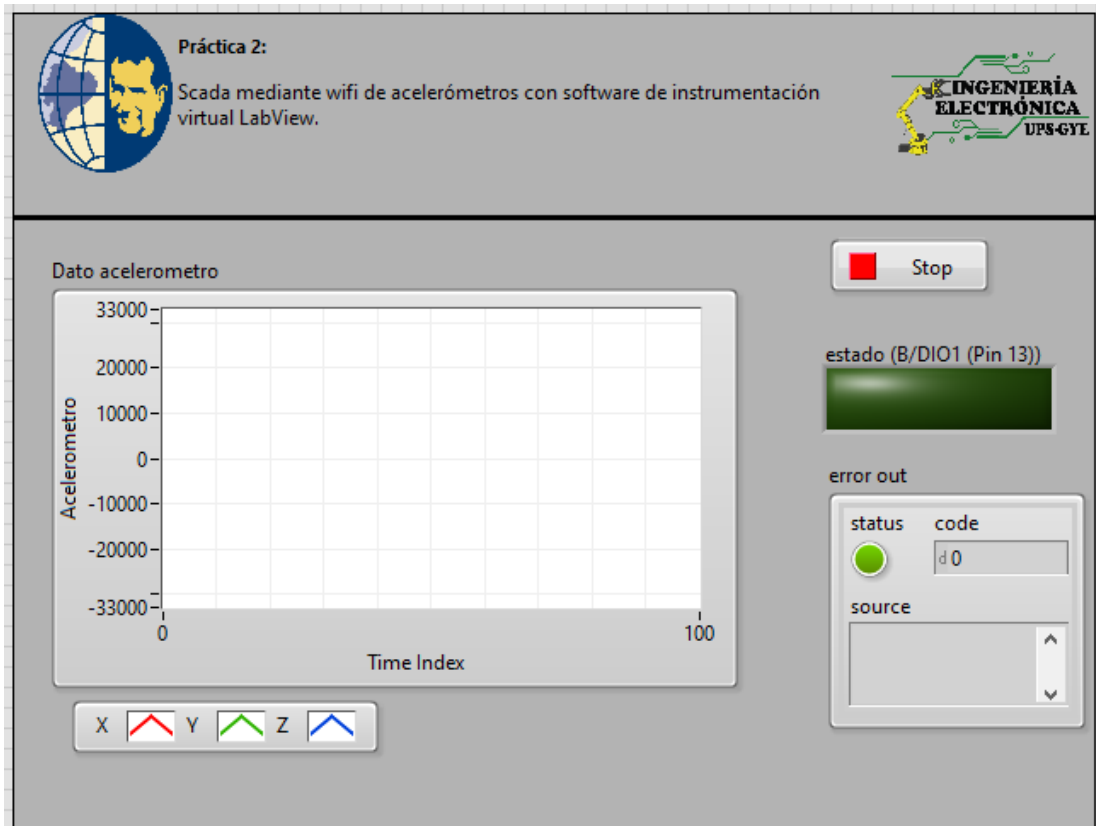 Práctica 2:
Scada mediante wifi de acelerómetros con software de instrumentación
virtual LabView.
INGENIERÍA
ELECTRÓNICA
UPS-GYE
Dato acelerometro
Stop
33000
20000
10000
0
-10000
-20000
-33000
Acelerometro
0
100
Time Index
X Y Z
estado (B/DIO1 (Pin 13))
error out
status code
d 0
source